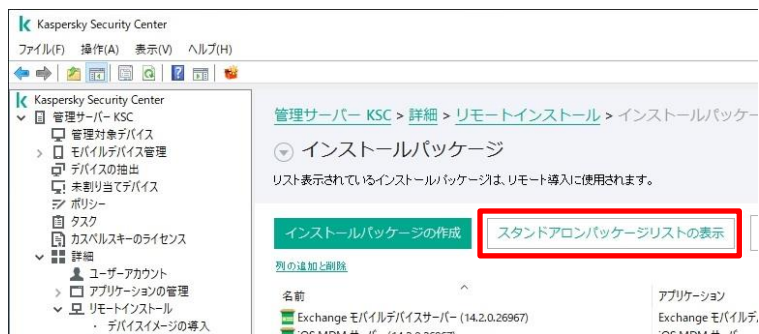 Kaspersky Security Center
ファイル(F) 操作(A) 表示(V) ヘルプ(H)
Kaspersky Security Center
管理サーバー KSC
管理対象デバイス
モバイルデバイス管理
デバイスの抽出
未割り当てデバイス
ポリシー
タスク
カスペルスキーのライセンス
詳細
ユーザーアカウント
アプリケーションの管理
リモートインストール
・ デバイスイメージの導入
管理サーバー KSC > 詳細 > リモートインストール > インストールパッケー
インストールパッケージ
リスト表示されているインストールパッケージは、リモート導入に使用されます。
インストールパッケージの作成 スタンドアロンパッケージリストの表示
列の追加と削除
名前 アプリケーション
Exchange モバイルデバイスサーバー (14.2.0.26967) Exchange モバイルデ